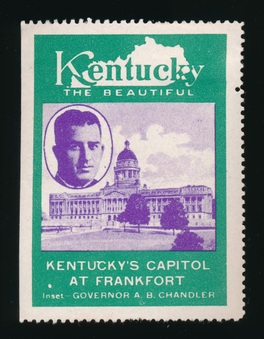 Kentucky
THE BEAUTIFUL
KENTUCKY'S CAPITOL
AT FRANKFORT
Inset - GOVERNOR A. B. CHANDLER